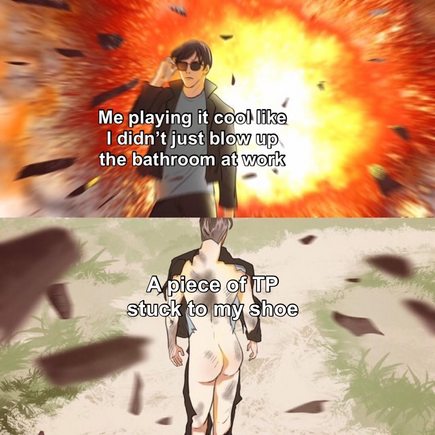 Me playing it cool like
I didn't just blow up
the bathroom at work
A piece of TP
stuck to my shoe